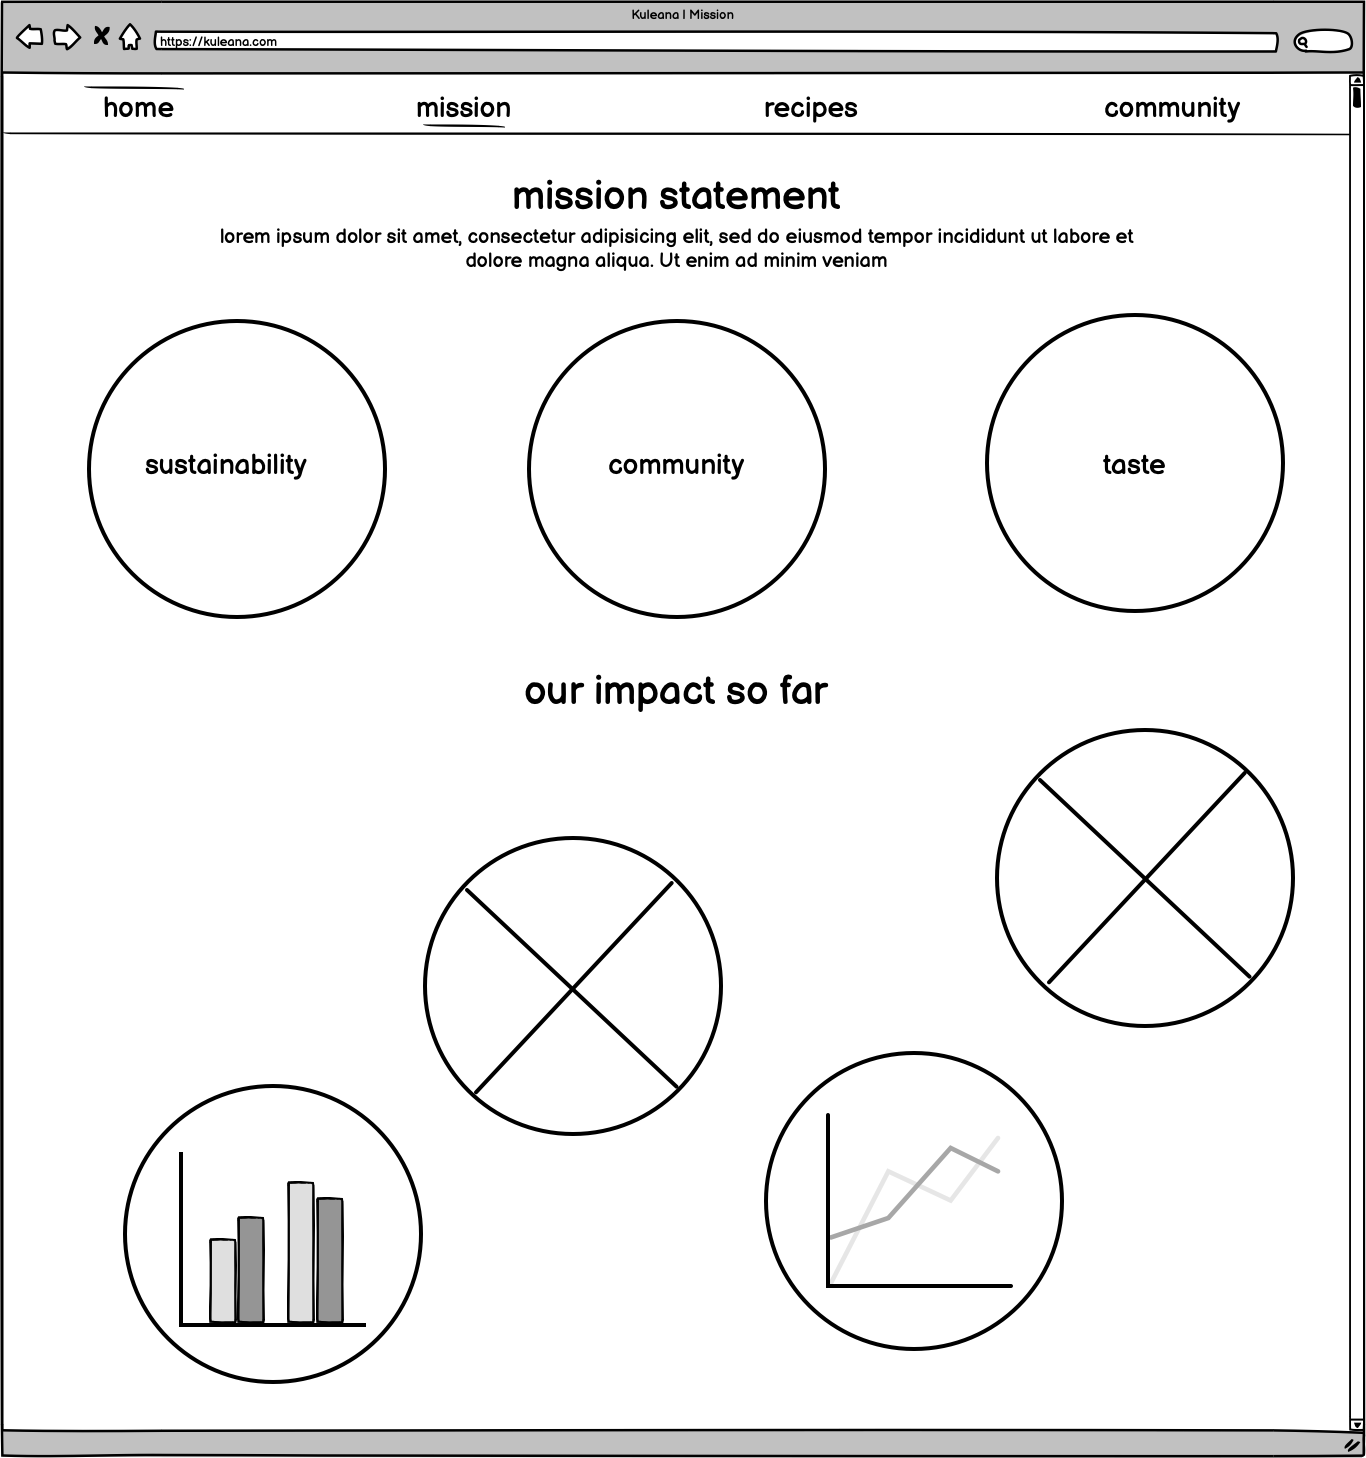 Kuleana | Mission
https://kuleana.com
home mission recipes community
mission statement
lorem ipsum dolor sit amet, consectetur adipisicing elit, sed do eiusmod tempor incididunt ut labore et
dolore magna aliqua. Ut enim ad minim veniam
sustainability community taste
our impact so far